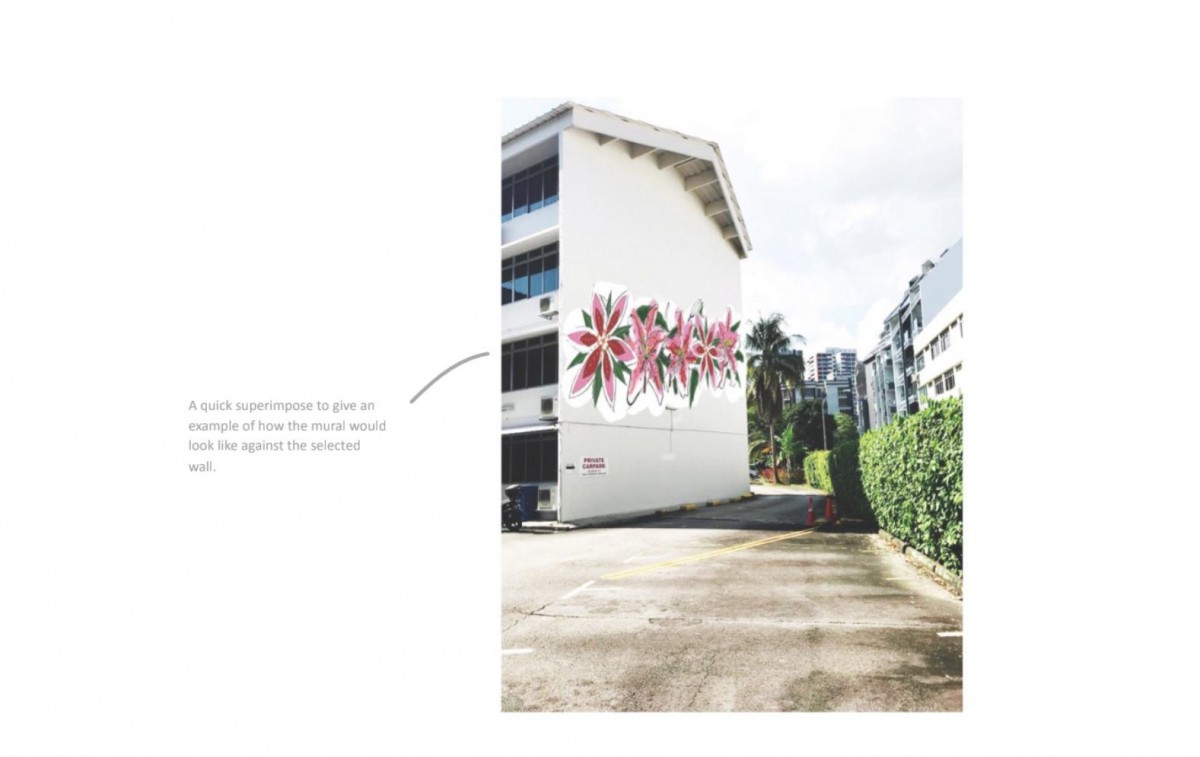 A quick superimpose to give an
example of how the mural would
look like against the selected
wall.
PRIVATE
CARPARK